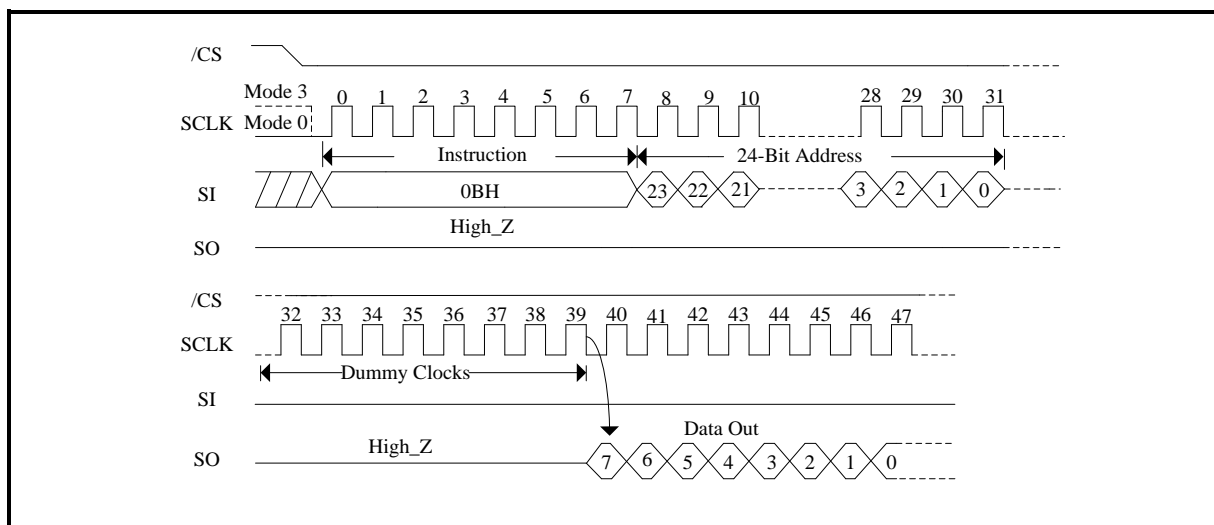 /CS
Mode 3
0 1 2 3 4 5 6 7 8 9 10 28 29 30 31
SCLK Mode 0
Instruction 24-Bit Address
SI 0BH 23 22 21 3 2 1 0
High_Z
SO
/CS
32 33 34 35 36 37 38 39 40 41 42 43 44 45 46 47
SCLK
Dummy Clocks
SI
Data Out
High_Z
SO 7 6 5 4 3 2 1 0